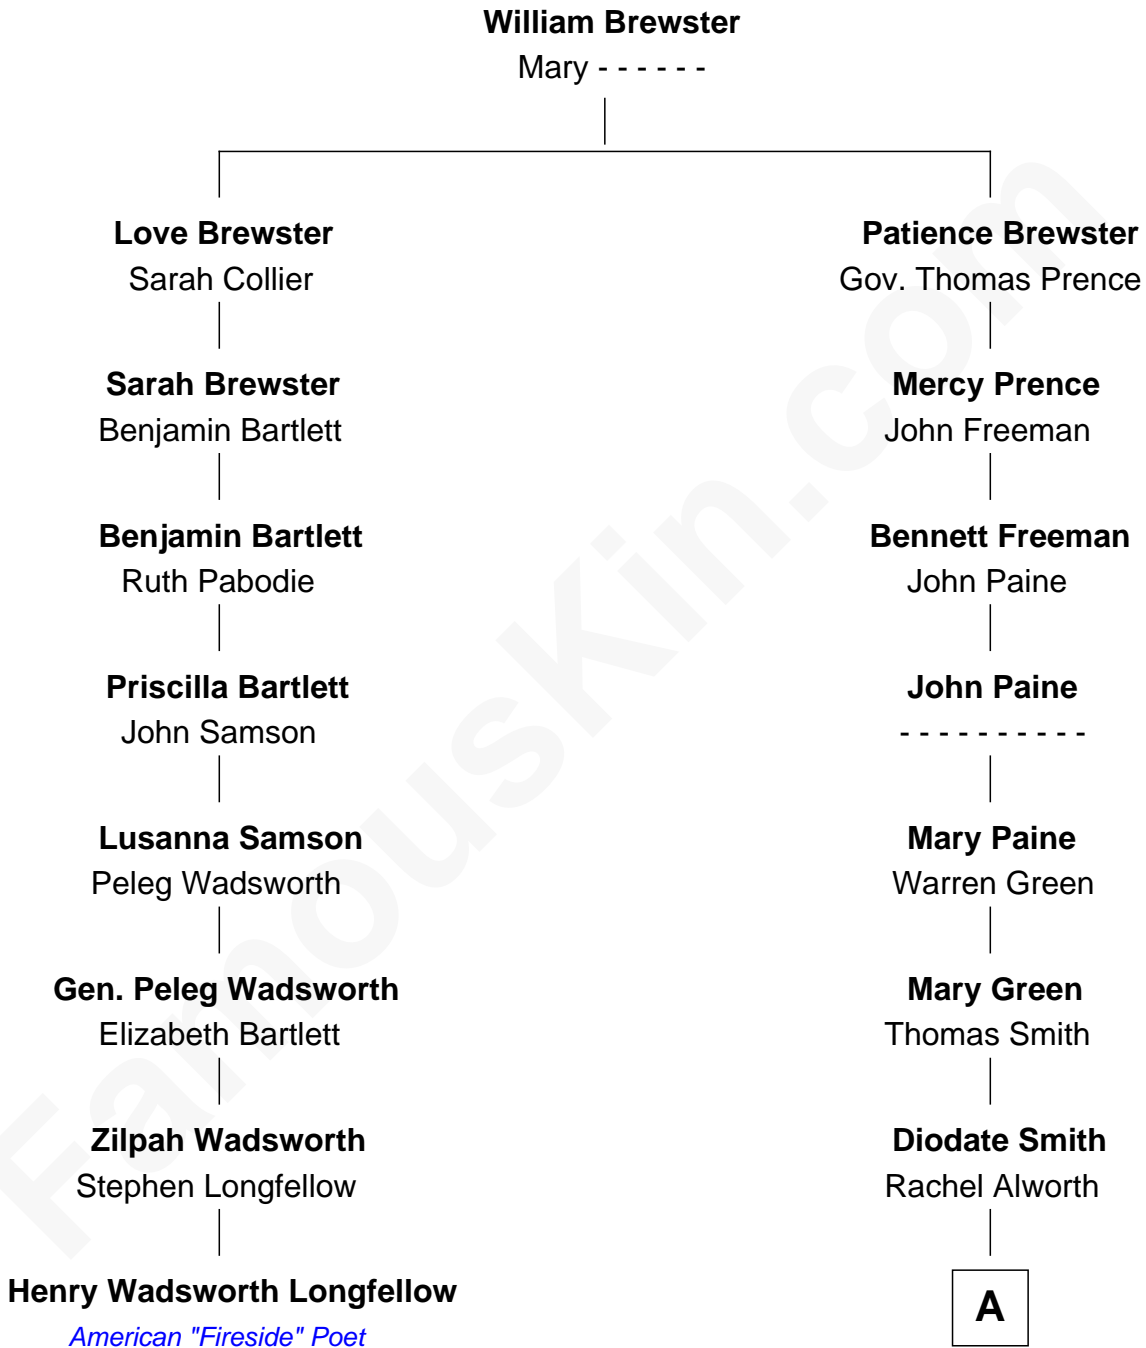 William Brewster
Mary - - - - - -
Love Brewster
Sarah Collier
Patience Brewster
Gov. Thomas Prence
Sarah Brewster
Benjamin Bartlett
Mercy Prence
John Freeman
Benjamin Bartlett
Ruth Pabodie
Bennett Freeman
John Paine
Priscilla Bartlett
John Samson
John Paine
- - - - - - - - - -
Lusanna Samson
Peleg Wadsworth
Mary Paine
Warren Green
Gen. Peleg Wadsworth
Elizabeth Bartlett
Mary Green
Thomas Smith
Zilpah Wadsworth
Stephen Longfellow
Diodate Smith
Rachel Alworth
Henry Wadsworth Longfellow
American "Fireside" Poet
A
FamousKin.com